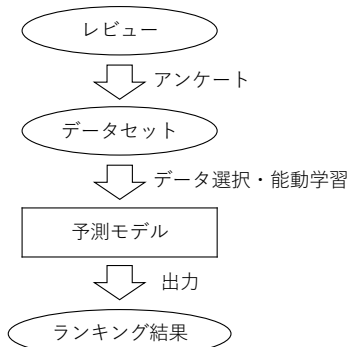 レビュー
アンケート
データセット
データ選択・能動学習
予測モデル
出力
ランキング結果